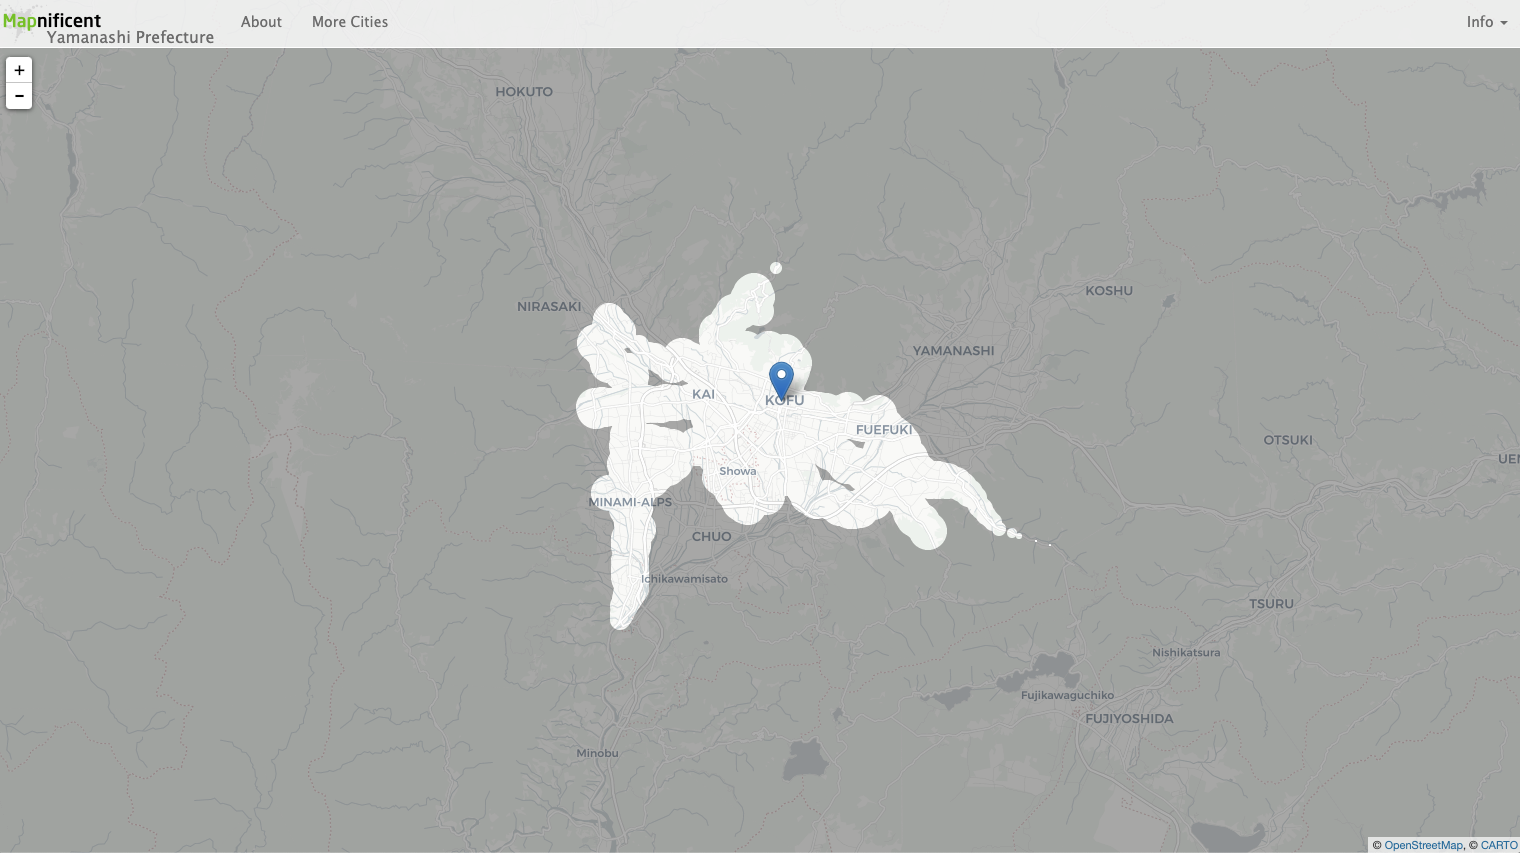 Mapnificent
Yamanashi Prefecture
About
More Cities
Info
+
-
HOKUTO
NIRASAKI
KOSHU
YAMANASHI
KAI
KOFU
FUEFUKI
OTSUKI
UEN
Showa
MINAMI-ALPS
CHUO
Ichikawamisato
TSURU
Nishikatsura
Fujikawaguchiko
FUJIYOSHIDA
Minobu
© OpenStreetMap, © CARTO